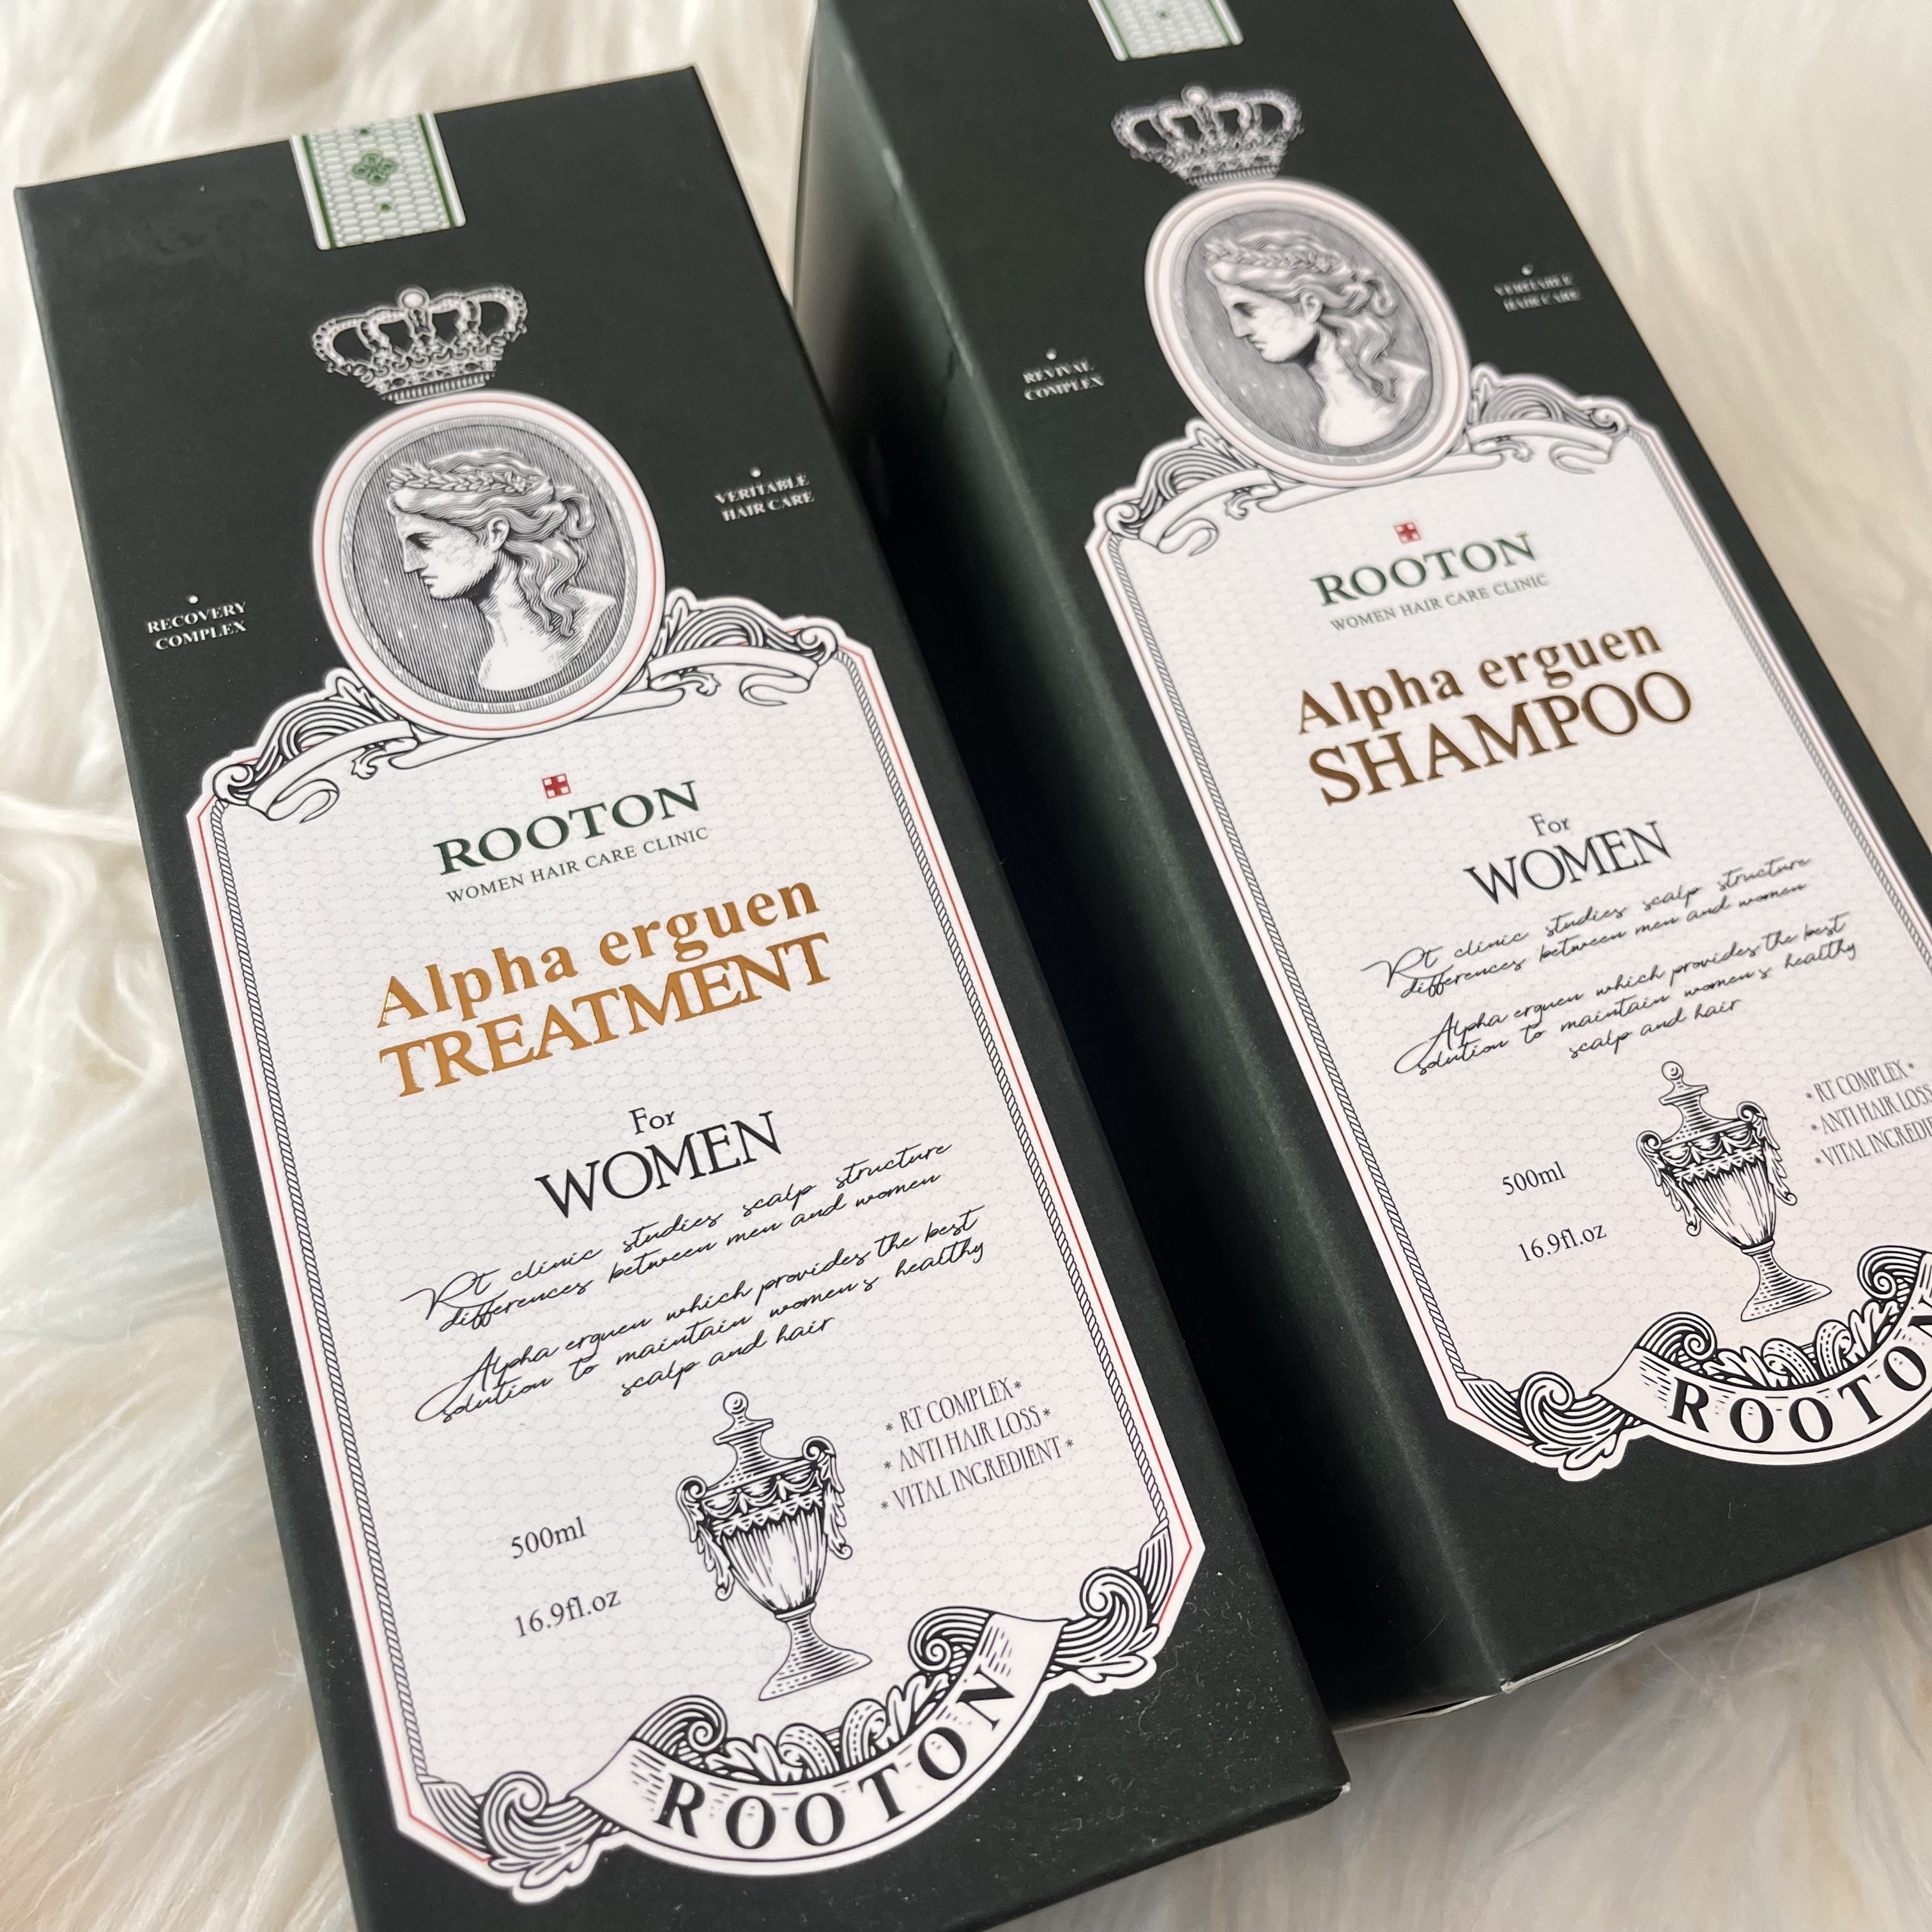 RECOVERY
COMPLEX
VERITABLE
HAIR CARE
ROOTON
WOMEN HAIR CARE CLINIC
Alpha erguen
TREATMENT
For
WOMEN
Rt clinic studies scalp structure
differences between men and women
Alpha erguen which provides the best
solution to maintain women's healthy
scalp and hair
* RT COMPLEX *
* ANTI HAIR LOSS *
* VITAL INGREDIENT *
500ml
16.9fl.oz
ROOTON
REVIVAL
COMPLEX
VERITABLE
HAIR CARE
ROOTON
WOMEN HAIR CARE CLINIC
Alpha erguen
SHAMPOO
For
WOMEN
Rt clinic studies scalp structure
differences between men and women
Alpha erguen which provides the best
solution to maintain women's healthy
scalp and hair
* RT COMPLEX *
* ANTI HAIR LOSS
* VITAL INGREDIE
500ml
16.9fl.oz
ROOTON